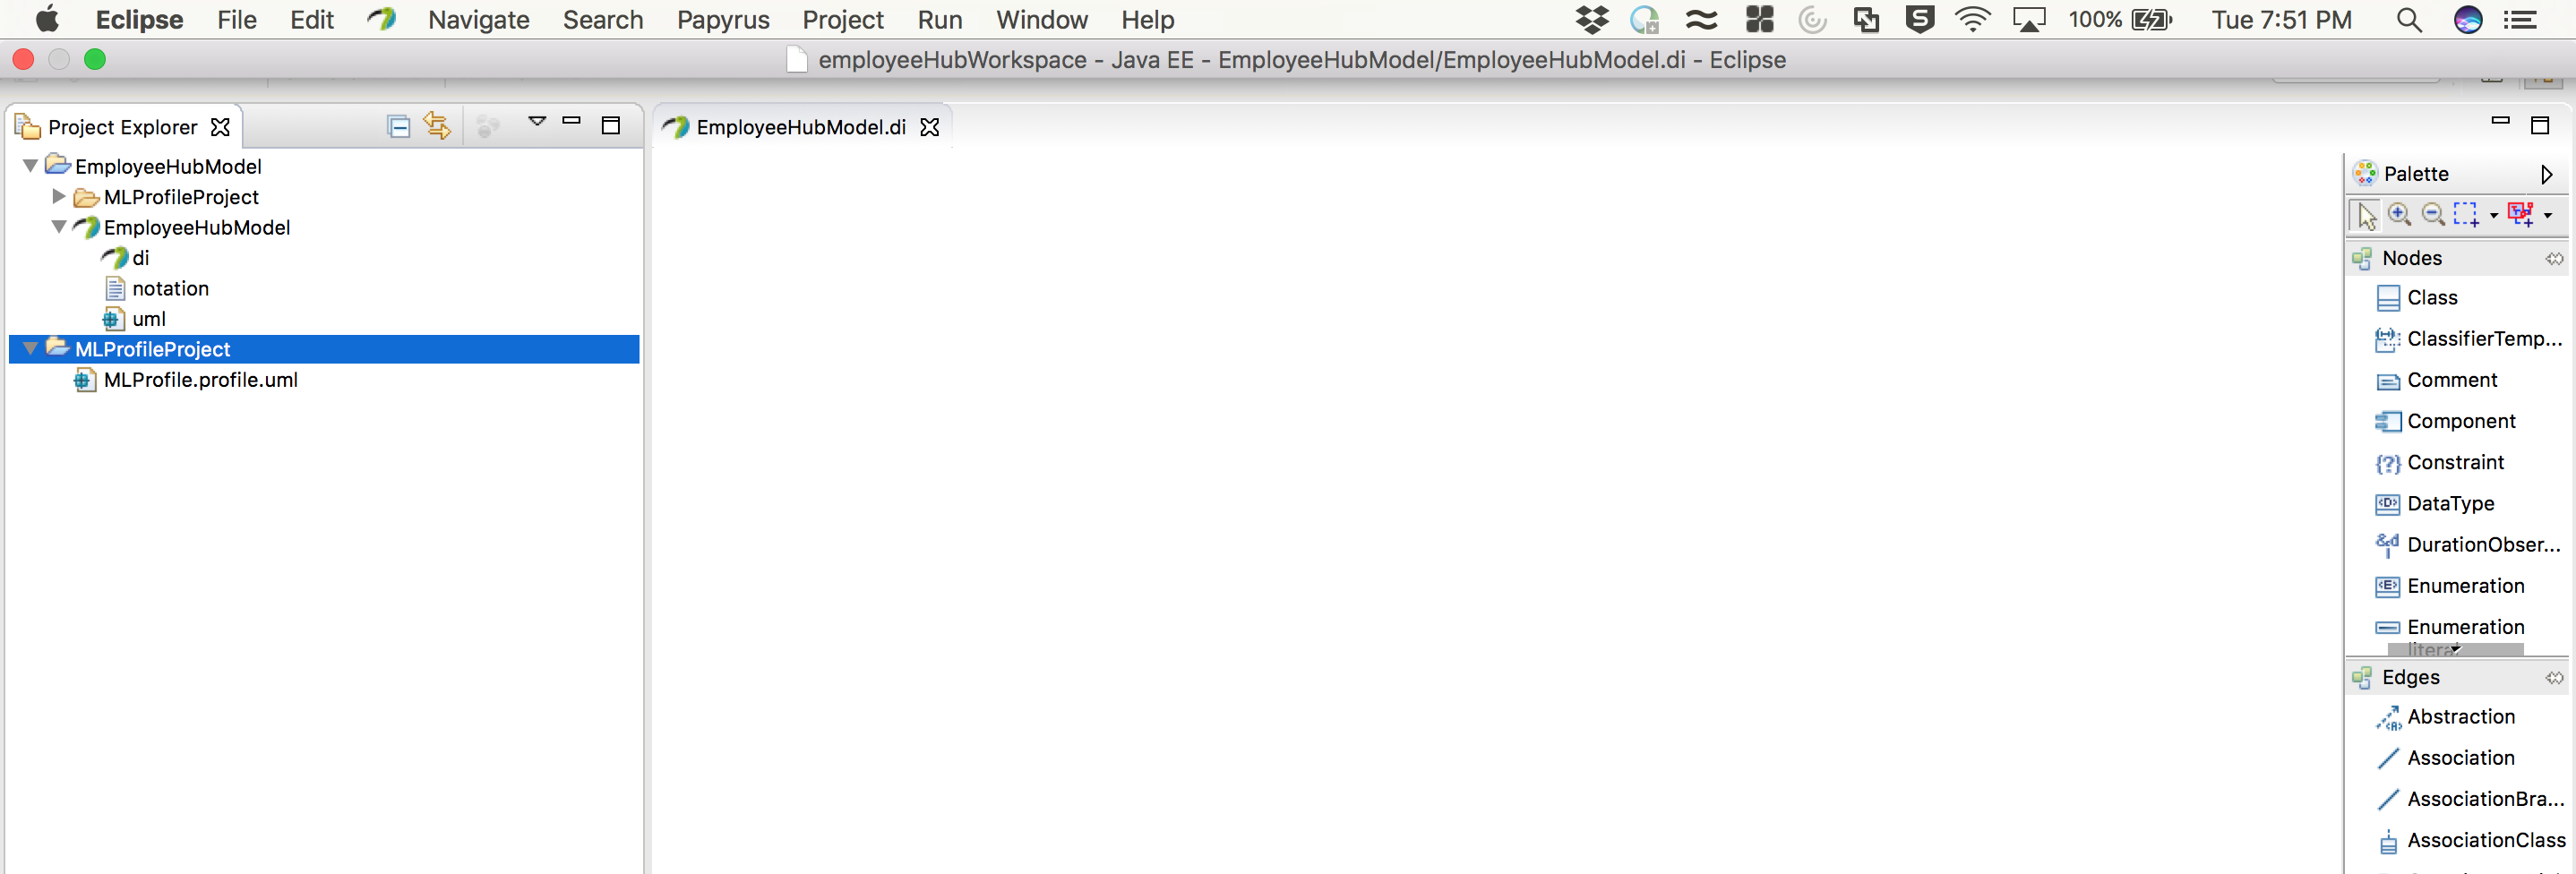 Eclipse File Edit Navigate Search Papyrus Project Run Window Help 100% Tue 7:51 PM
employeeHubWorkspace - Java EE - EmployeeHubModel/EmployeeHubModel.di - Eclipse
Project Explorer
EmployeeHubModel
MLProfileProject
EmployeeHubModel
di
notation
uml
MLProfileProject
MLProfile.profile.uml
EmployeeHubModel.di
Palette
Nodes
Class
ClassifierTemp...
Comment
Component
Constraint
DataType
DurationObser...
Enumeration
Enumeration
literal
Edges
Abstraction
Association
AssociationBra...
AssociationClass